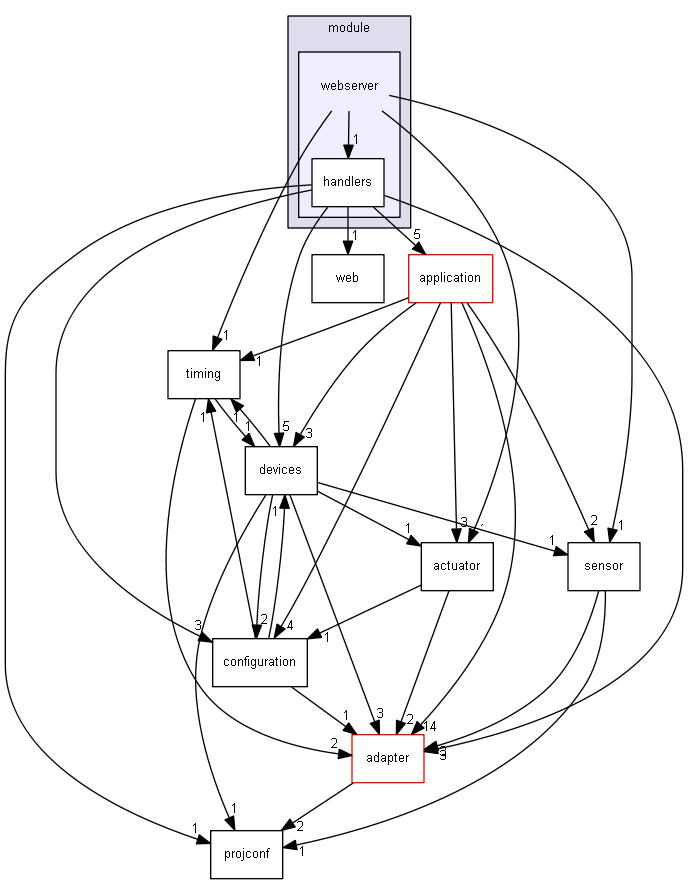 module
webserver
1
handlers
1
5
web
application
1
1
timing
1
1
1
5
3
devices
1
3
1
1
2
1
actuator
sensor
3
2
4
1
configuration
1
3
2
14
2
3
adapter
1
2
1
1
projconf